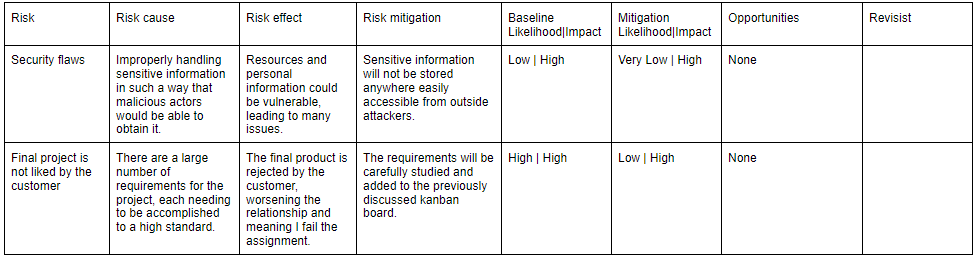 Risk
Risk cause
Risk effect
Risk mitigation
Baseline
Likelihood|Impact
Mitigation
Likelihood|Impact
Opportunities
Revisist
Security flaws
Improperly handling
sensitive information
in such a way that
malicious actors
would be able to
obtain it.
Resources and
personal
information could
be vulnerable,
leading to many
issues.
Sensitive information
will not be stored
anywhere easily
accessible from outside
attackers.
Low | High
Very Low | High
None
Final project is
not liked by the
customer
There are a large
number of
requirements for the
project, each needing
to be accomplished
to a high standard.
The final product is
rejected by the
customer,
worsening the
relationship and
meaning I fail the
assignment.
The requirements will be
carefully studied and
added to the previously
discussed kanban
board.
High | High
Low | High
None